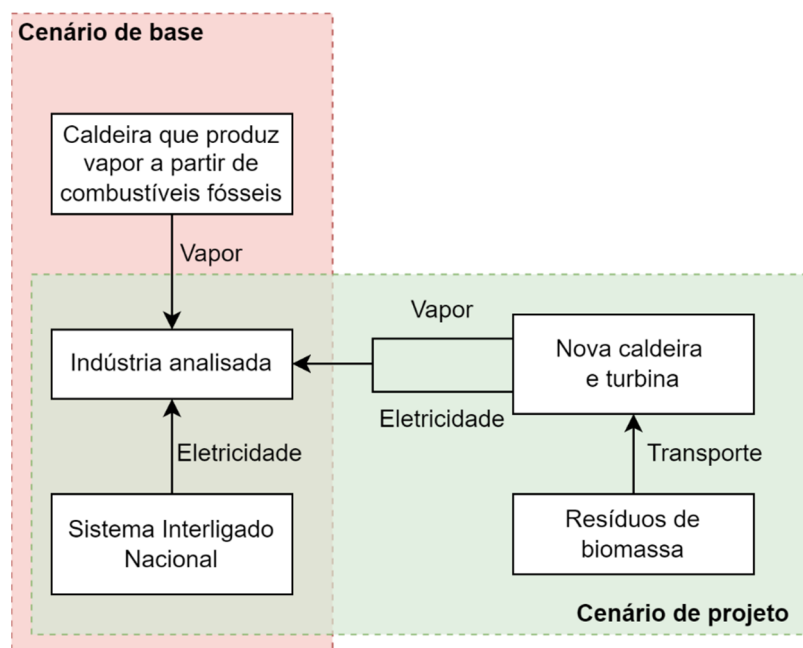 Cenário de base
Caldeira que produz
vapor a partir de
combustíveis fósseis
Vapor
Indústria analisada
Eletricidade
Sistema Interligado
Nacional
Vapor
Eletricidade
Nova caldeira
e turbina
Transporte
Resíduos de
biomassa
Cenário de projeto